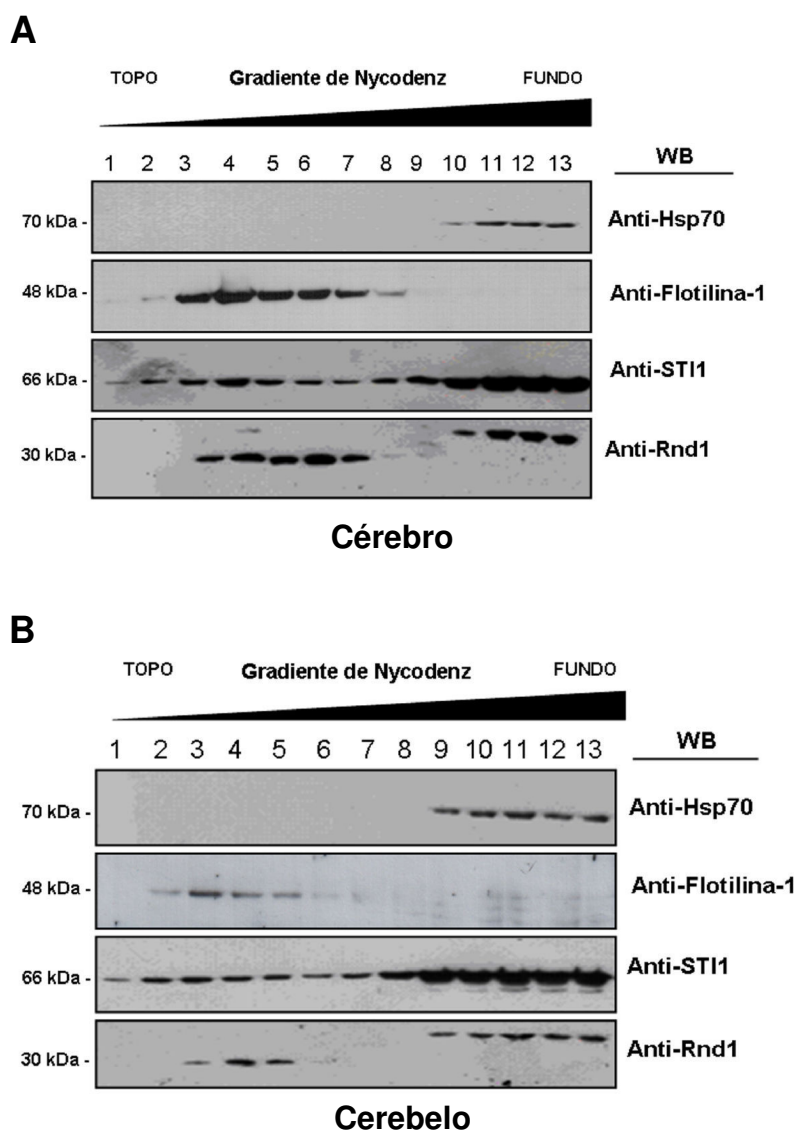 A
TOPO Gradiente de Nycodenz FUNDO
1 2 3 4 5 6 7 8 9 10 11 12 13 WB
70 kDa - Anti-Hsp70
48 kDa - Anti-Flotilina-1
66 kDa - Anti-STI1
30 kDa - Anti-Rnd1
Cérebro
B
TOPO Gradiente de Nycodenz FUNDO
1 2 3 4 5 6 7 8 9 10 11 12 13 WB
70 kDa - Anti-Hsp70
48 kDa - Anti-Flotilina-1
66 kDa - Anti-STI1
30 kDa - Anti-Rnd1
Cerebelo